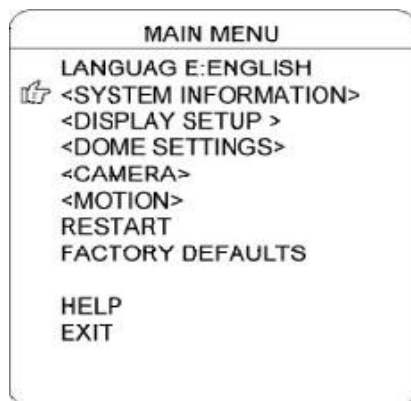 MAIN MENU
LANGUAG E:ENGLISH
<SYSTEM INFORMATION>
<DISPLAY SETUP >
<DOME SETTINGS>
<CAMERA>
<MOTION>
RESTART
FACTORY DEFAULTS
HELP
EXIT